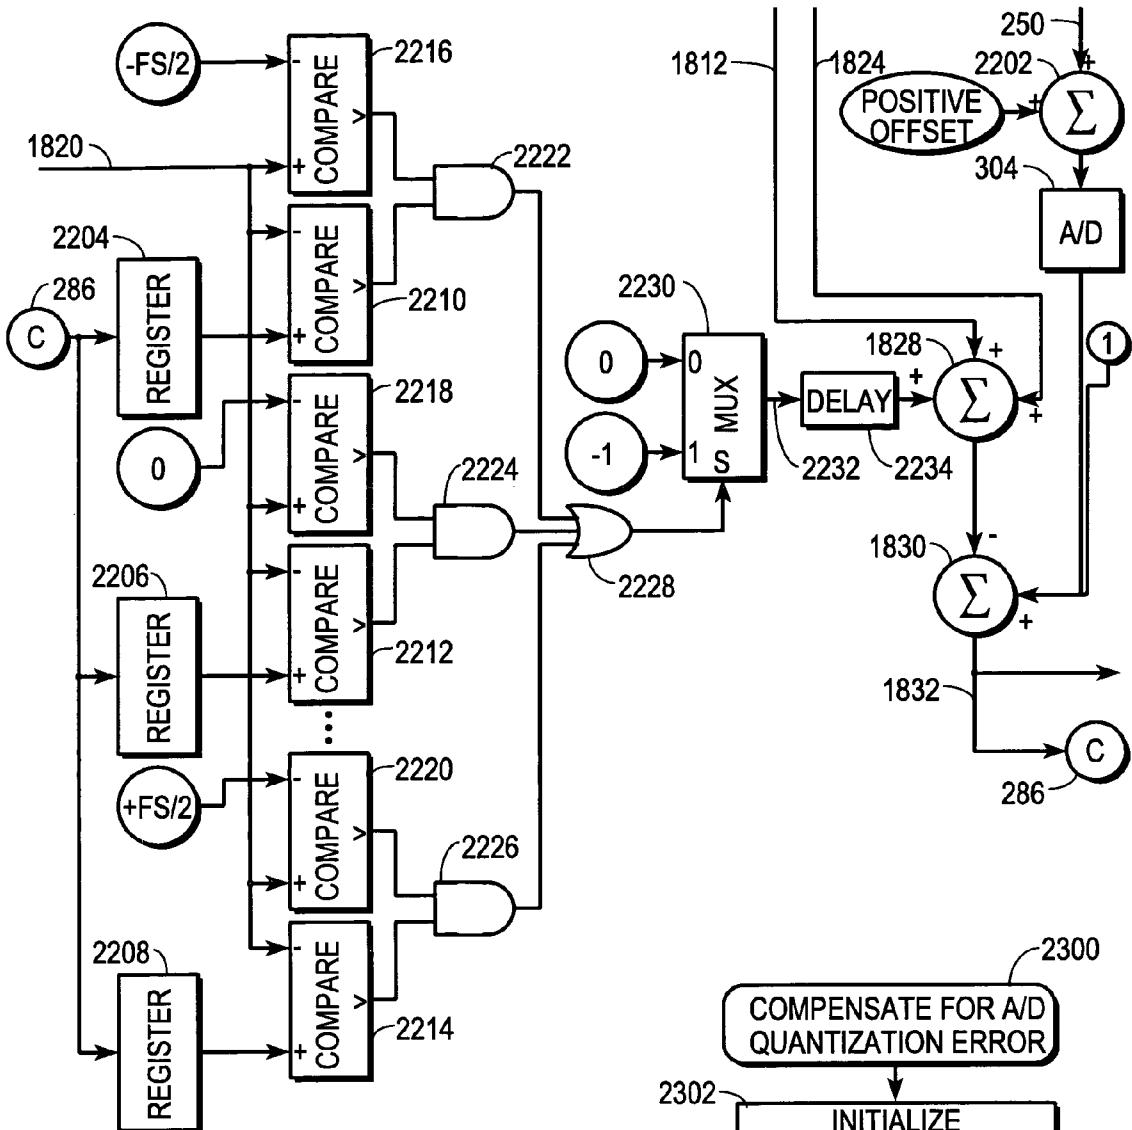 -FS/2
-
+
COMPARE
>
2216
1820
2222
2204
REGISTER
-
+
COMPARE
>
2210
286
C
0
-
+
COMPARE
>
2218
2224
2206
REGISTER
-
+
COMPARE
>
2212
2228
+FS/2
-
+
COMPARE
>
2220
2226
2208
REGISTER
-
+
COMPARE
>
2214
0
-1
2230
0
1
MUX
S
2232
DELAY
2234
1812
1824
250
2202
+
POSITIVE
OFFSET
+
Σ
304
A/D
1
1828
+
+
Σ
+
1830
-
Σ
+
1832
C
286
2300
COMPENSATE FOR A/D
QUANTIZATION ERROR
2302
INITIALIZE